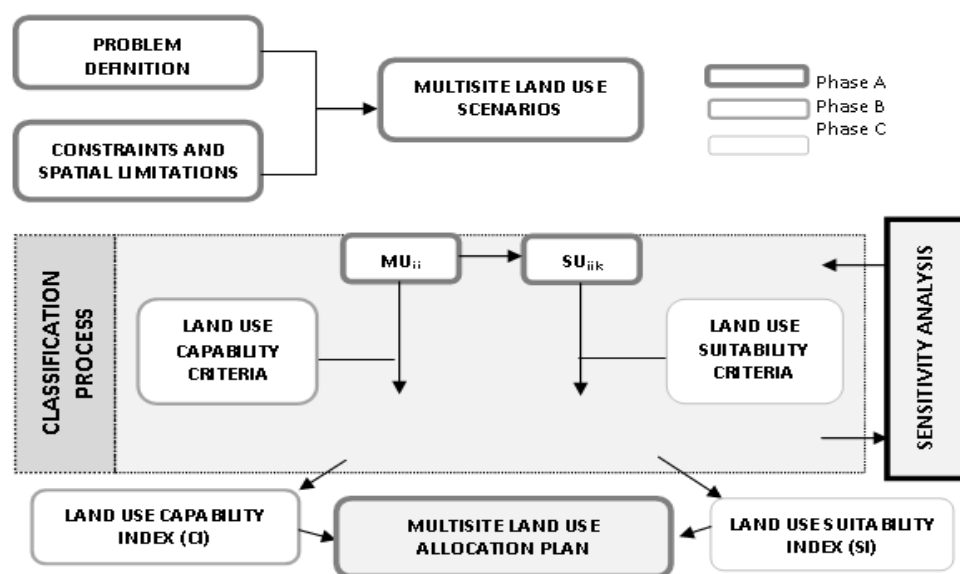 PROBLEM
DEFINITION
CONSTRAINTS AND
SPATIAL LIMITATIONS
MULTISITE LAND USE
SCENARIOS
Phase A
Phase B
Phase C
CLASSIFICATION
PROCESS
MUij
SUijk
LAND USE
CAPABILITY
CRITERIA
LAND USE
SUITABILITY
CRITERIA
SENSITIVITY ANALYSIS
LAND USE CAPABILITY
INDEX (CI)
MULTISITE LAND USE
ALLOCATION PLAN
LAND USE SUITABILITY
INDEX (SI)